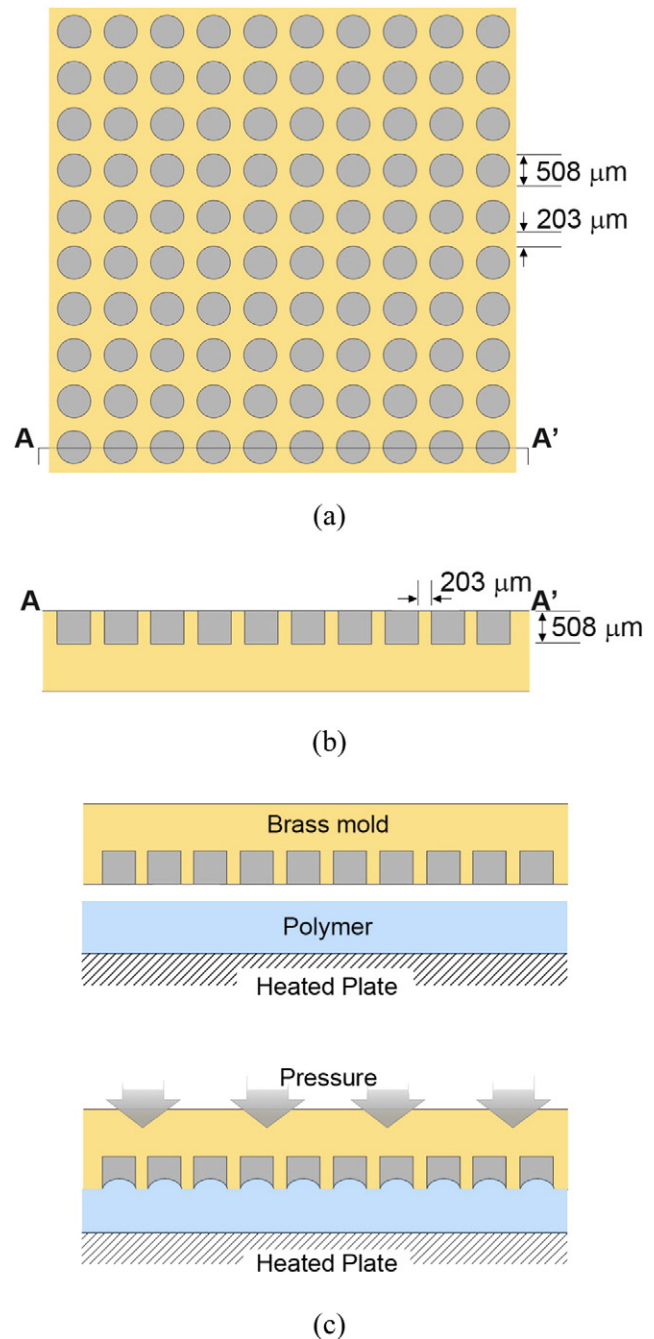 508 μm
203 μm
A A'
(a)
203 μm
A A'
508 μm
(b)
Brass mold
Polymer
Heated Plate
Pressure
Heated Plate
(c)